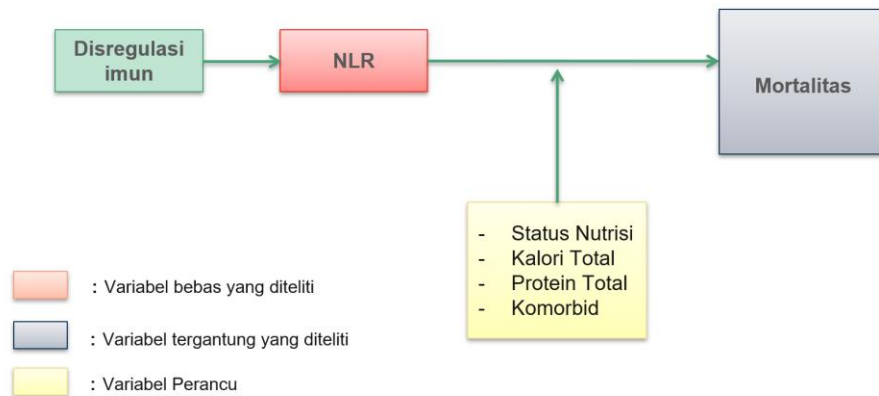 Disregulasi
imun
NLR
Mortalitas
- Status Nutrisi
- Kalori Total
- Protein Total
- Komorbid
: Variabel bebas yang diteliti
: Variabel tergantung yang diteliti
: Variabel Perancu